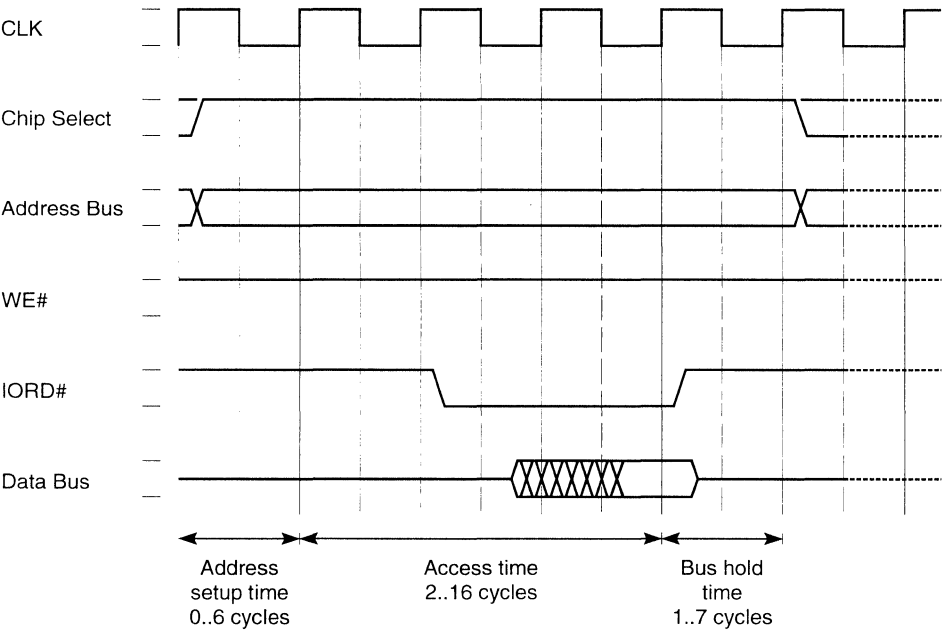 CLK
Chip Select
Address Bus
WE#
IORD#
Data Bus
Address
setup time
0..6 cycles
Access time
2..16 cycles
Bus hold
time
1..7 cycles